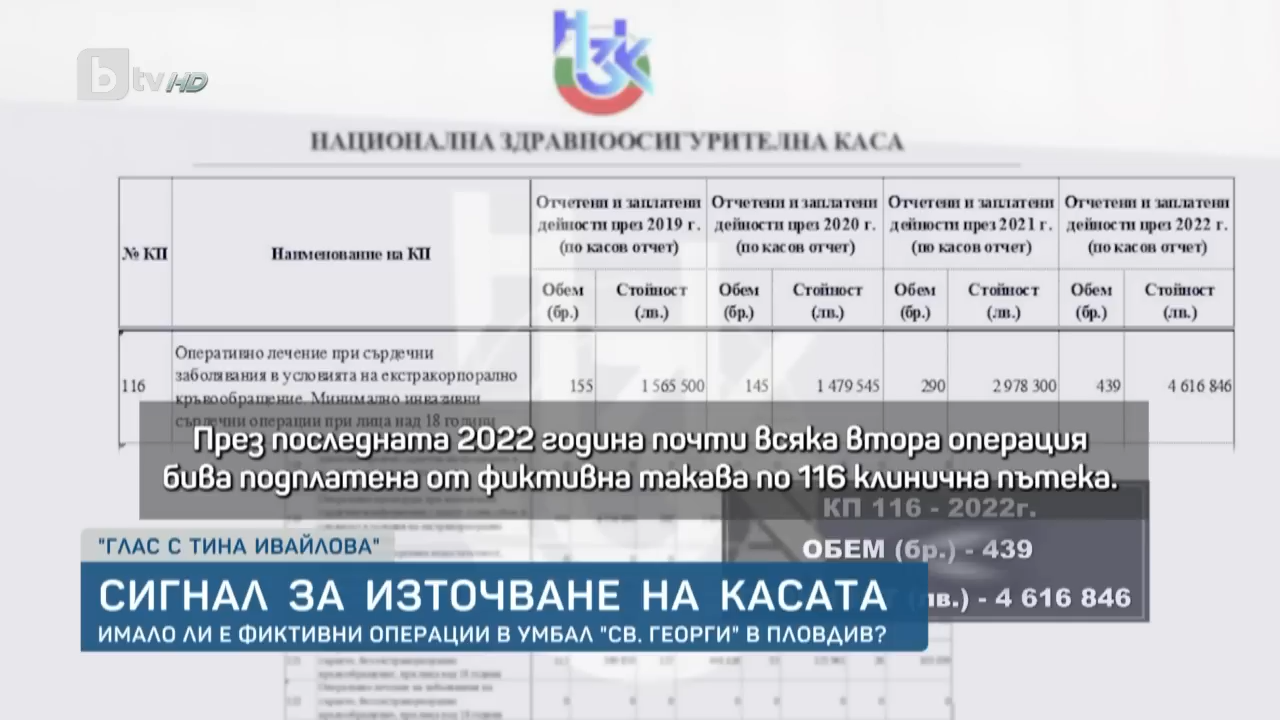 btv HD
НЗК
НАЦИОНАЛНА ЗДРАВНООСИГУРИТЕЛНА КАСА
№ КП
Наименование на КП
Отчетени и заплатени
дейности през 2019 г.
(по касов отчет)
Отчетени и заплатени
дейности през 2020 г.
(по касов отчет)
Отчетени и заплатени
дейности през 2021 г.
(по касов отчет)
Отчетени и заплатени
дейности през 2022 г.
(по касов отчет)
Обем
(бр.)
Стойност
(лв.)
Обем
(бр.)
Стойност
(лв.)
Обем
(бр.)
Стойност
(лв.)
Обем
(бр.)
Стойност
(лв.)
116
Оперативно лечение при сърдечни
заболявания в условията на екстракорпорално
кръвообращение. Минимално инвазивни
сърдечни операции при лица над 18 години
155
1 565 500
145
1 479 545
290
2 978 300
439
4 616 846
През последната 2022 година почти всяка втора операция
бива подплатена от фиктивна такава по 116 клинична пътека.
КП 116 - 2022г.
ОБЕМ (бр.) - 439
(лв.) - 4 616 846
"ГЛАС С ТИНА ИВАЙЛОВА"
СИГНАЛ ЗА ИЗТОЧВАНЕ НА КАСАТА
ИМАЛО ЛИ Е ФИКТИВНИ ОПЕРАЦИИ В УМБАЛ "СВ. ГЕОРГИ" В ПЛОВДИВ?